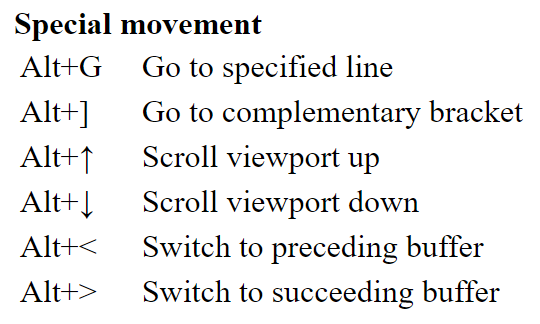 Special movement
Alt+G Go to specified line
Alt+] Go to complementary bracket
Alt+↑ Scroll viewport up
Alt+↓ Scroll viewport down
Alt+< Switch to preceding buffer
Alt+> Switch to succeeding buffer